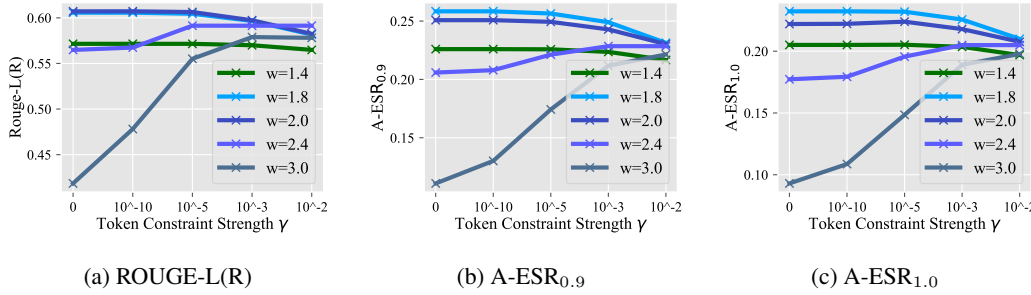 0.60
0.55
0.50
0.45
Rouge-L(R)
w=1.4
w=1.8
w=2.0
w=2.4
w=3.0
0 10^-10 10^-5 10^-3 10^-2
Token Constraint Strength γ
(a) ROUGE-L(R)
0.25
0.20
0.15
A-ESR0.9
w=1.4
w=1.8
w=2.0
w=2.4
w=3.0
0 10^-10 10^-5 10^-3 10^-2
Token Constraint Strength γ
(b) A-ESR0.9
0.20
0.15
0.10
A-ESR1.0
w=1.4
w=1.8
w=2.0
w=2.4
w=3.0
0 10^-10 10^-5 10^-3 10^-2
Token Constraint Strength γ
(c) A-ESR1.0